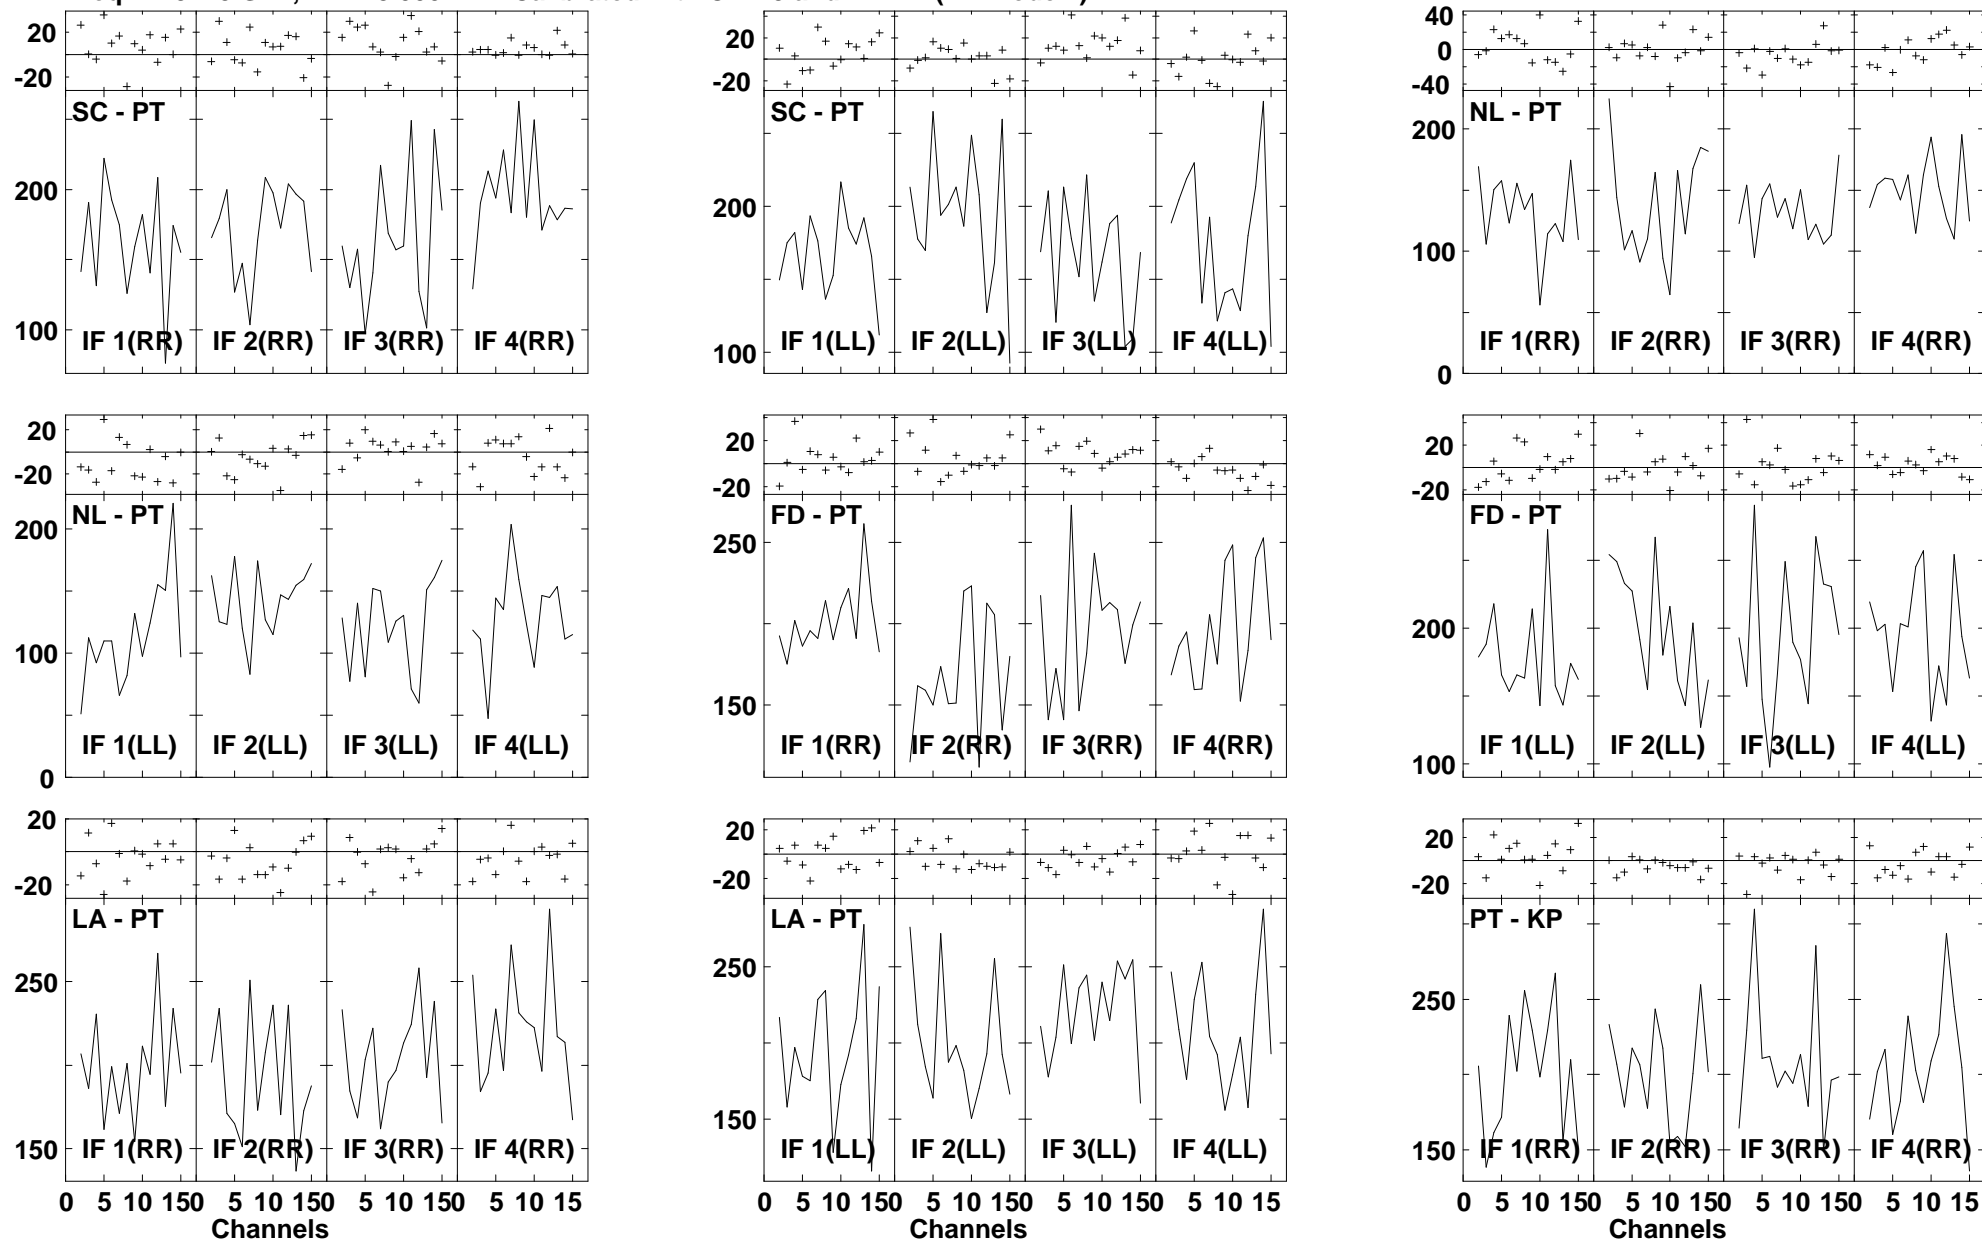 20
-20
SC - PT
200
100
IF 1(RR) IF 2(RR) IF 3(RR) IF 4(RR)
20
-20
SC - PT
200
100
IF 1(LL) IF 2(LL) IF 3(LL) IF 4(LL)
40
0
-40
NL - PT
200
100
0
IF 1(RR) IF 2(RR) IF 3(RR) IF 4(RR)
20
-20
NL - PT
200
100
0
IF 1(LL) IF 2(LL) IF 3(LL) IF 4(LL)
20
-20
FD - PT
250
150
IF 1(RR) IF 2(RR) IF 3(RR) IF 4(RR)
20
-20
FD - PT
200
100
IF 1(LL) IF 2(LL) IF 3(LL) IF 4(LL)
20
-20
LA - PT
250
150
IF 1(RR) IF 2(RR) IF 3(RR) IF 4(RR)
0 5 10 150 5 10 150 5 10 150 5 10 15
Channels
20
-20
LA - PT
250
150
IF 1(LL) IF 2(LL) IF 3(LL) IF 4(LL)
0 5 10 150 5 10 150 5 10 150 5 10 15
Channels
20
-20
PT - KP
250
150
IF 1(RR) IF 2(RR) IF 3(RR) IF 4(RR)
0 5 10 150 5 10 150 5 10 150 5 10 15
Channels